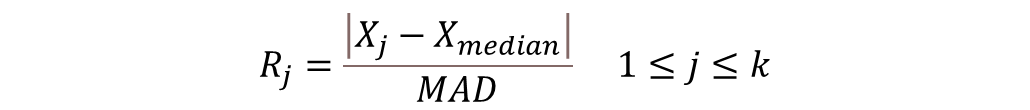 R_j = |X_j − X_median| / MAD    1 ≤ j ≤ k